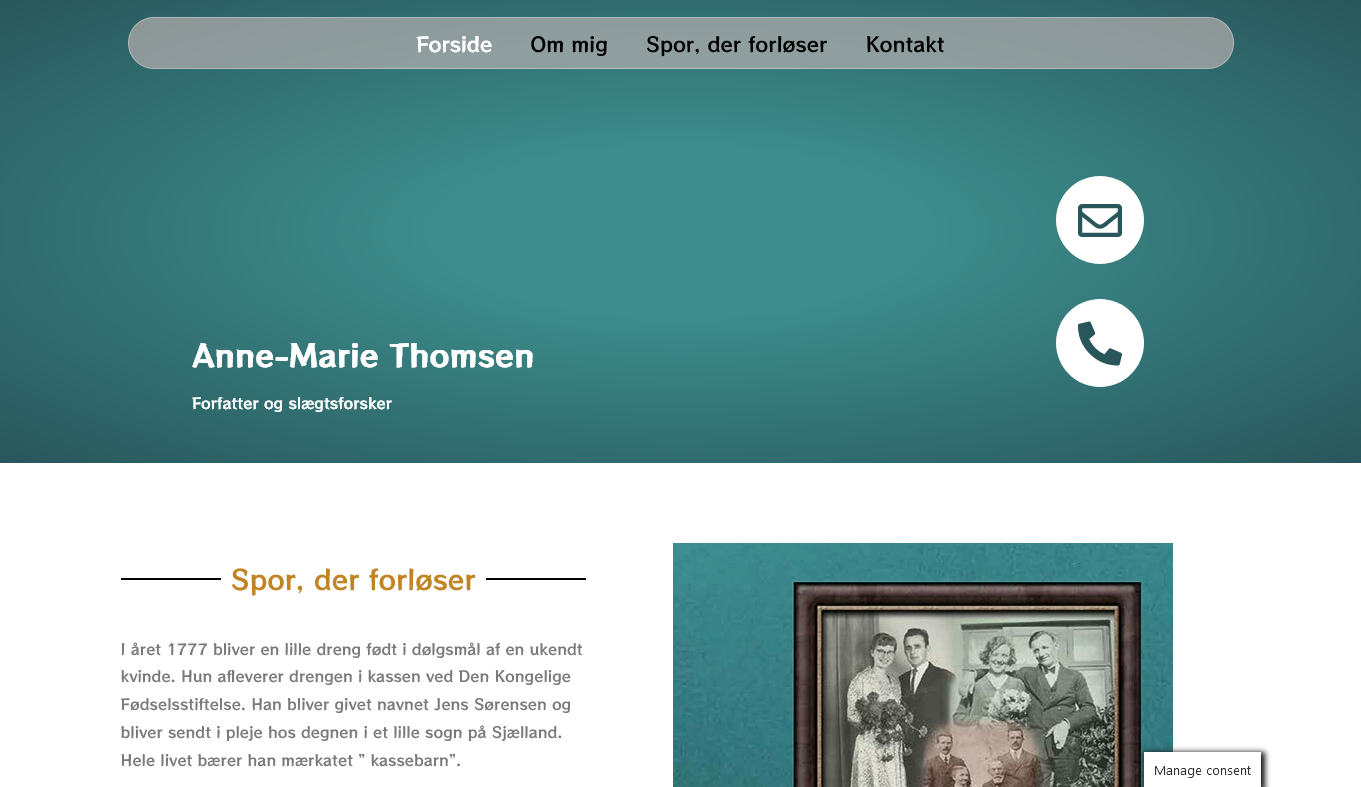 Forside Om mig Spor, der forløser Kontakt
Anne-Marie Thomsen
Forfatter og slægtsforsker
Spor, der forløser
I året 1777 bliver en lille dreng født i dølgsmål af en ukendt
kvinde. Hun afleverer drengen i kassen ved Den Kongelige
Fødselsstiftelse. Han bliver givet navnet Jens Sørensen og
bliver sendt i pleje hos degnen i et lille sogn på Sjælland.
Hele livet bærer han mærkatet ” kassebarn”.
Manage consent